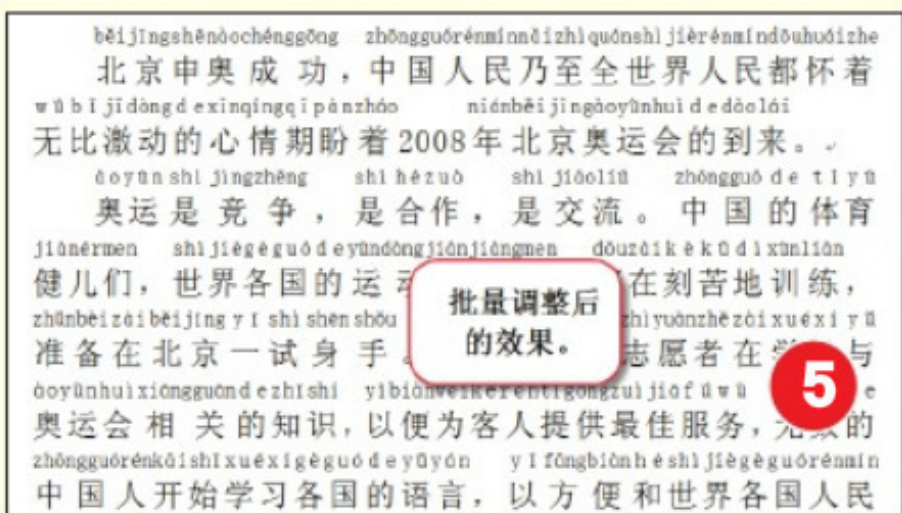 běijīngshēnàochénggōng zhōngguórénmínnǎizhìquánshìjièrénmíndōuhuáizhe
北京申奥成功，中国人民乃至全世界人民都怀着
wúbǐjīdòngdexīnqíngqīpànzháo niánběijīngàoyùnhuìdedàolái
无比激动的心情期盼着2008年北京奥运会的到来。
àoyùnshìjìngzhēng shìhézuò shìjiāoliú zhōngguódetǐyù
奥运是竞争，是合作，是交流。中国的体育
jiànérmen shìjiègèguódeyùndòngjiànjiàngmen dōuzàikèkǔdìxùnliàn
健儿们，世界各国的运 在刻苦地训练，
zhǔnbèizàiběijīngyīshìshēnshǒu zhìyuànzhězàixuéxíyǔ
准备在北京一试身手 志愿者在 与
àoyùnhuìxiāngguāndezhīshi yǐbiànwéikèréntígōngzuìjiāfúwù
奥运会相关的知识，以便为客人提供最佳服务， 的
zhōngguórénkāishǐxuéxígèguódeyǔyán yǐfāngbiànhéshìjiègèguórénmín
中国人开始学习各国的语言，以方便和世界各国人民
批量调整后
的效果。
5